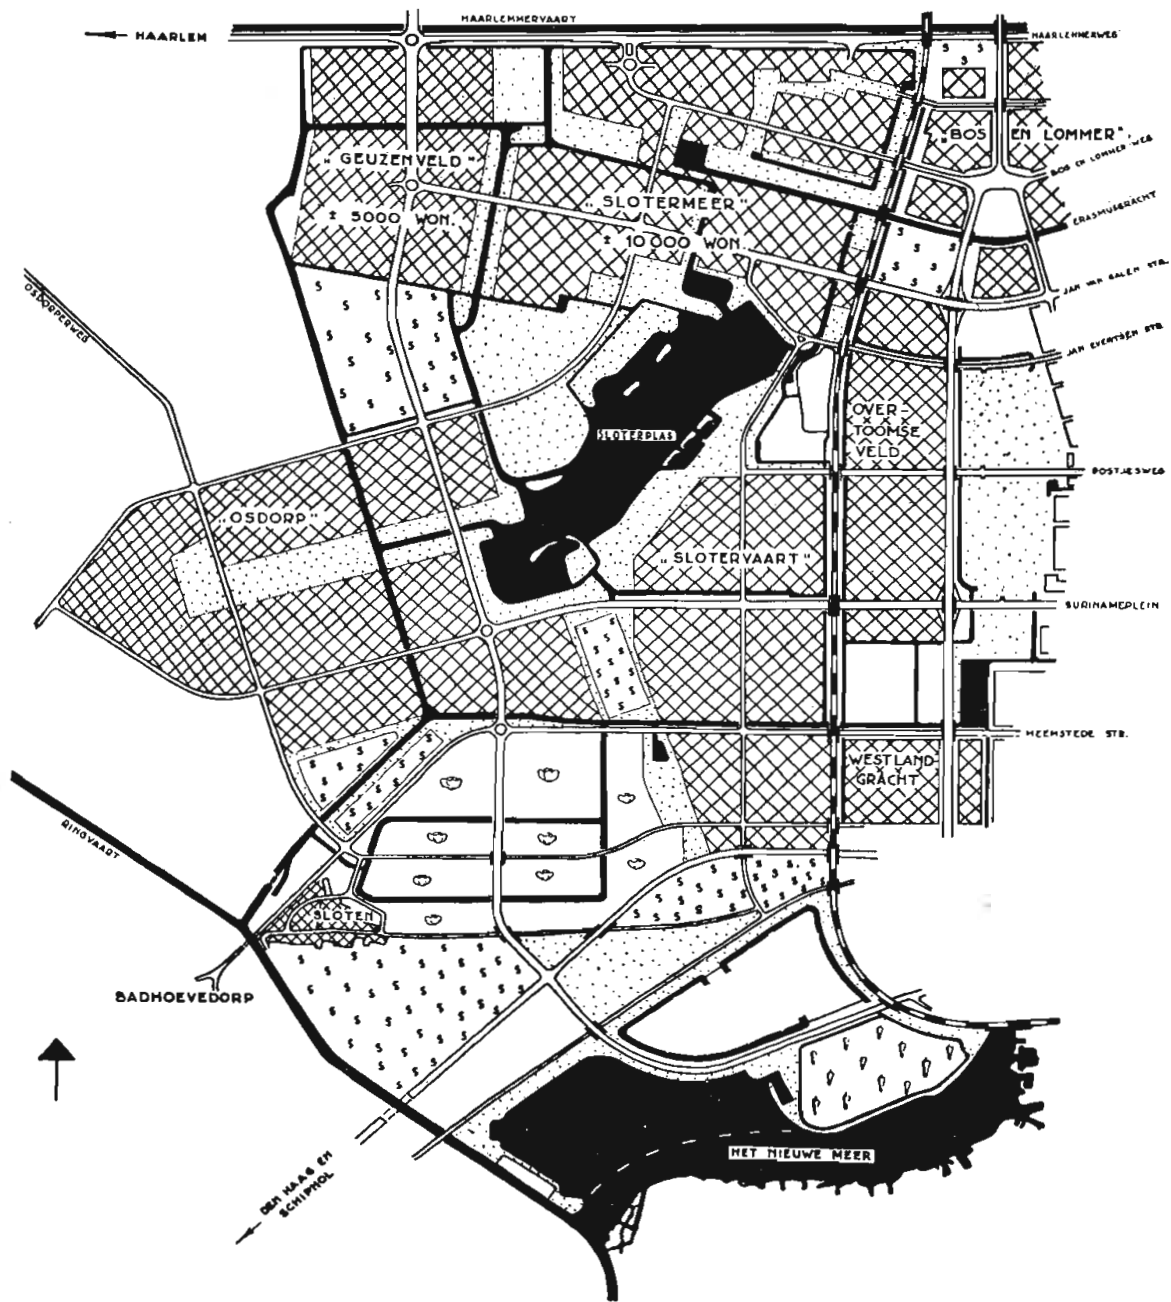 HAARLEMMERVAART
HAARLEM
HAARLEMMERWEG
„BOS EN LOMMER”
BOS EN LOMMER WEG
„GEUZENVELD”
± 5000 WON.
„SLOTERMEER”
± 10000 WON.
ERASMUSGRACHT
JAN VAN GALEN STR.
JAN EVERTSEN STR.
OSDORPERWEG
OVER-
TOOMSE
VELD
SLOTERPLAS
POSTJESWEG
„OSDORP”
„SLOTERVAART”
SURINAMEPLEIN
HEEMSTEDE STR.
WESTLAND
GRACHT
RINGVAART
SLOTEN
BADHOEVEDORP
HET NIEUWE MEER
DEN HAAG EN
SCHIPHOL